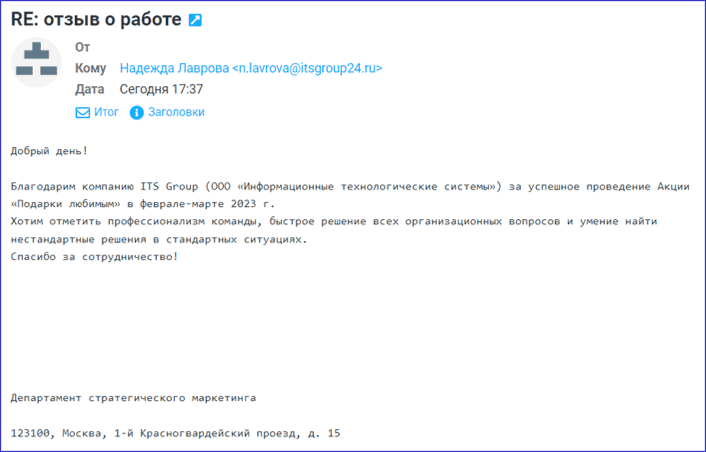 RE: отзыв о работе
От
Кому Надежда Лаврова <n.lavrova@itsgroup24.ru>
Дата Сегодня 17:37
Итог Заголовки
Добрый день!
Благодарим компанию ITS Group (ООО «Информационные технологические системы») за успешное проведение Акции
«Подарки любимым» в феврале-марте 2023 г.
Хотим отметить профессионализм команды, быстрое решение всех организационных вопросов и умение найти
нестандартные решения в стандартных ситуациях.
Спасибо за сотрудничество!
Департамент стратегического маркетинга
123100, Москва, 1-й Красногвардейский проезд, д. 15